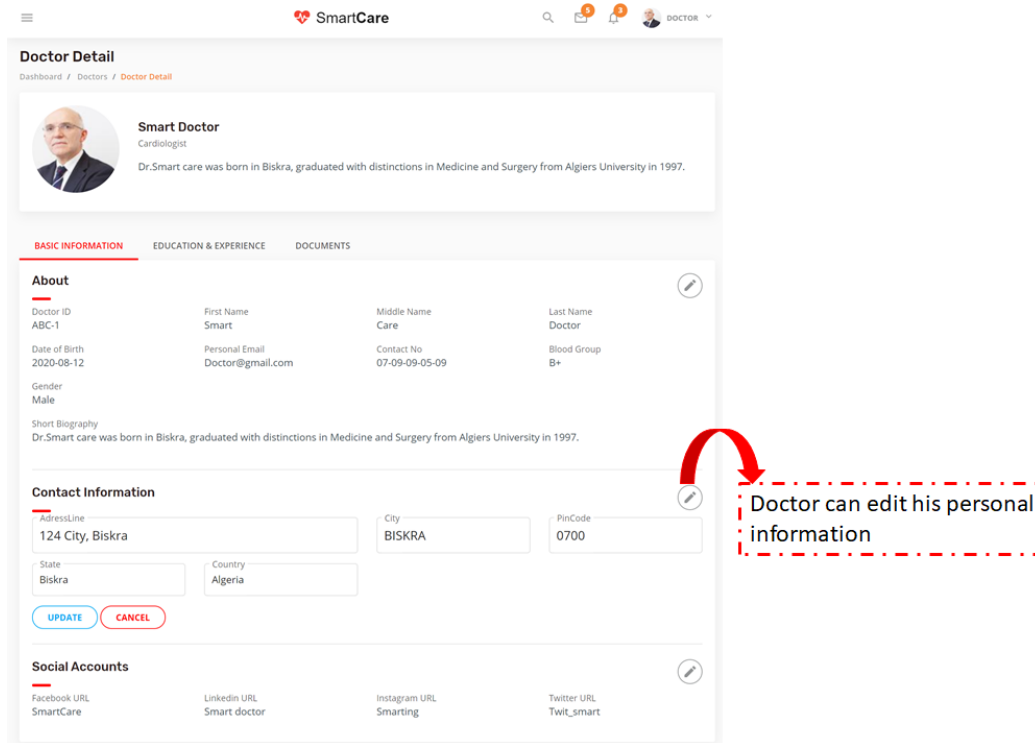 SmartCare
5
3
DOCTOR
Doctor Detail
Dashboard / Doctors / Doctor Detail
Smart Doctor
Cardiologist
Dr.Smart care was born in Biskra, graduated with distinctions in Medicine and Surgery from Algiers University in 1997.
BASIC INFORMATION EDUCATION & EXPERIENCE DOCUMENTS
About
Doctor ID First Name Middle Name Last Name
ABC-1 Smart Care Doctor
Date of Birth Personal Email Contact No Blood Group
2020-08-12 Doctor@gmail.com 07-09-09-05-09 B+
Gender
Male
Short Biography
Dr.Smart care was born in Biskra, graduated with distinctions in Medicine and Surgery from Algiers University in 1997.
Contact Information
AdressLine City PinCode
124 City, Biskra BISKRA 0700
State Country
Biskra Algeria
UPDATE CANCEL
Doctor can edit his personal
information
Social Accounts
Facebook URL Linkedin URL Instagram URL Twitter URL
SmartCare Smart doctor Smarting Twit_smart